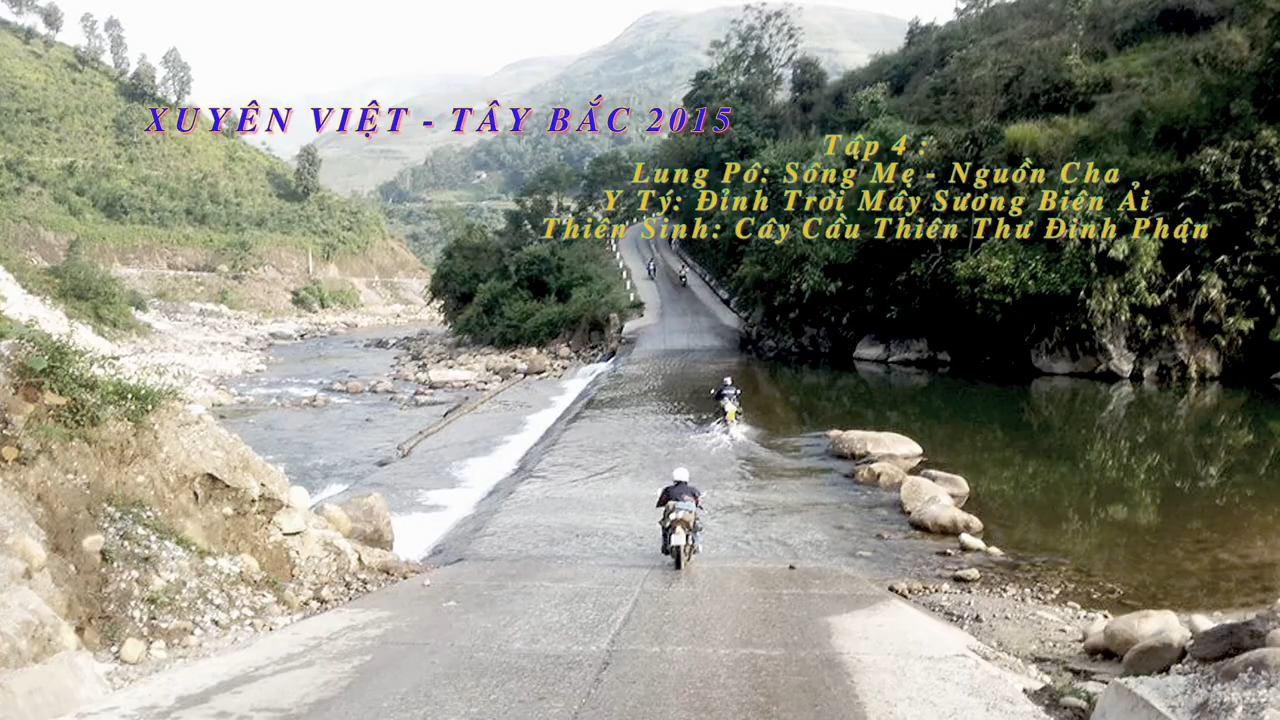 XUYÊN VIỆT - TÂY BẮC 2015
Tập 4 :
Lung Pô: Sông Mẹ - Nguồn Cha
Y Tý: Đỉnh Trời Mây Sương Biên Ải
Thiên Sinh: Cây Cầu Thiên Thư Định Phận